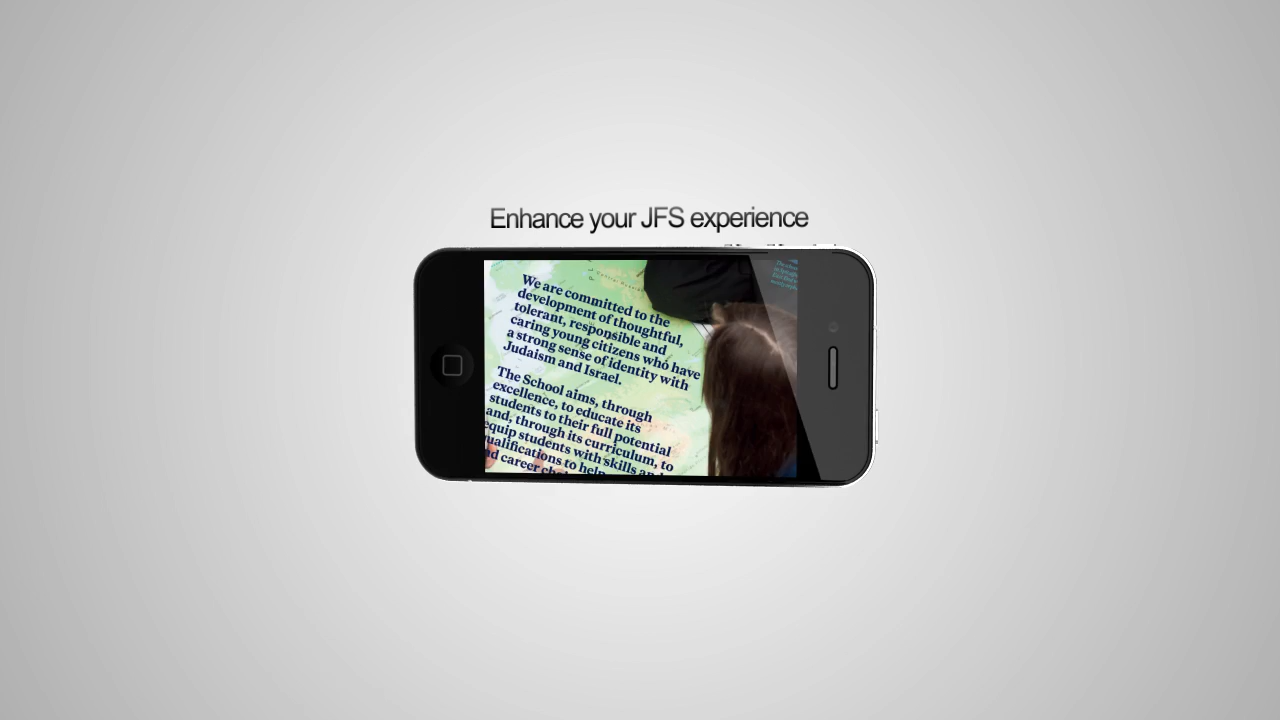 Enhance your JFS experience
We are committed to the
development of thoughtful,
tolerant, responsible and
caring young citizens who have
a strong sense of identity with
Judaism and Israel.
The School aims, through
excellence, to educate its
students to their full potential
and, through its curriculum, to
equip students with skills and
qualifications to help
and career